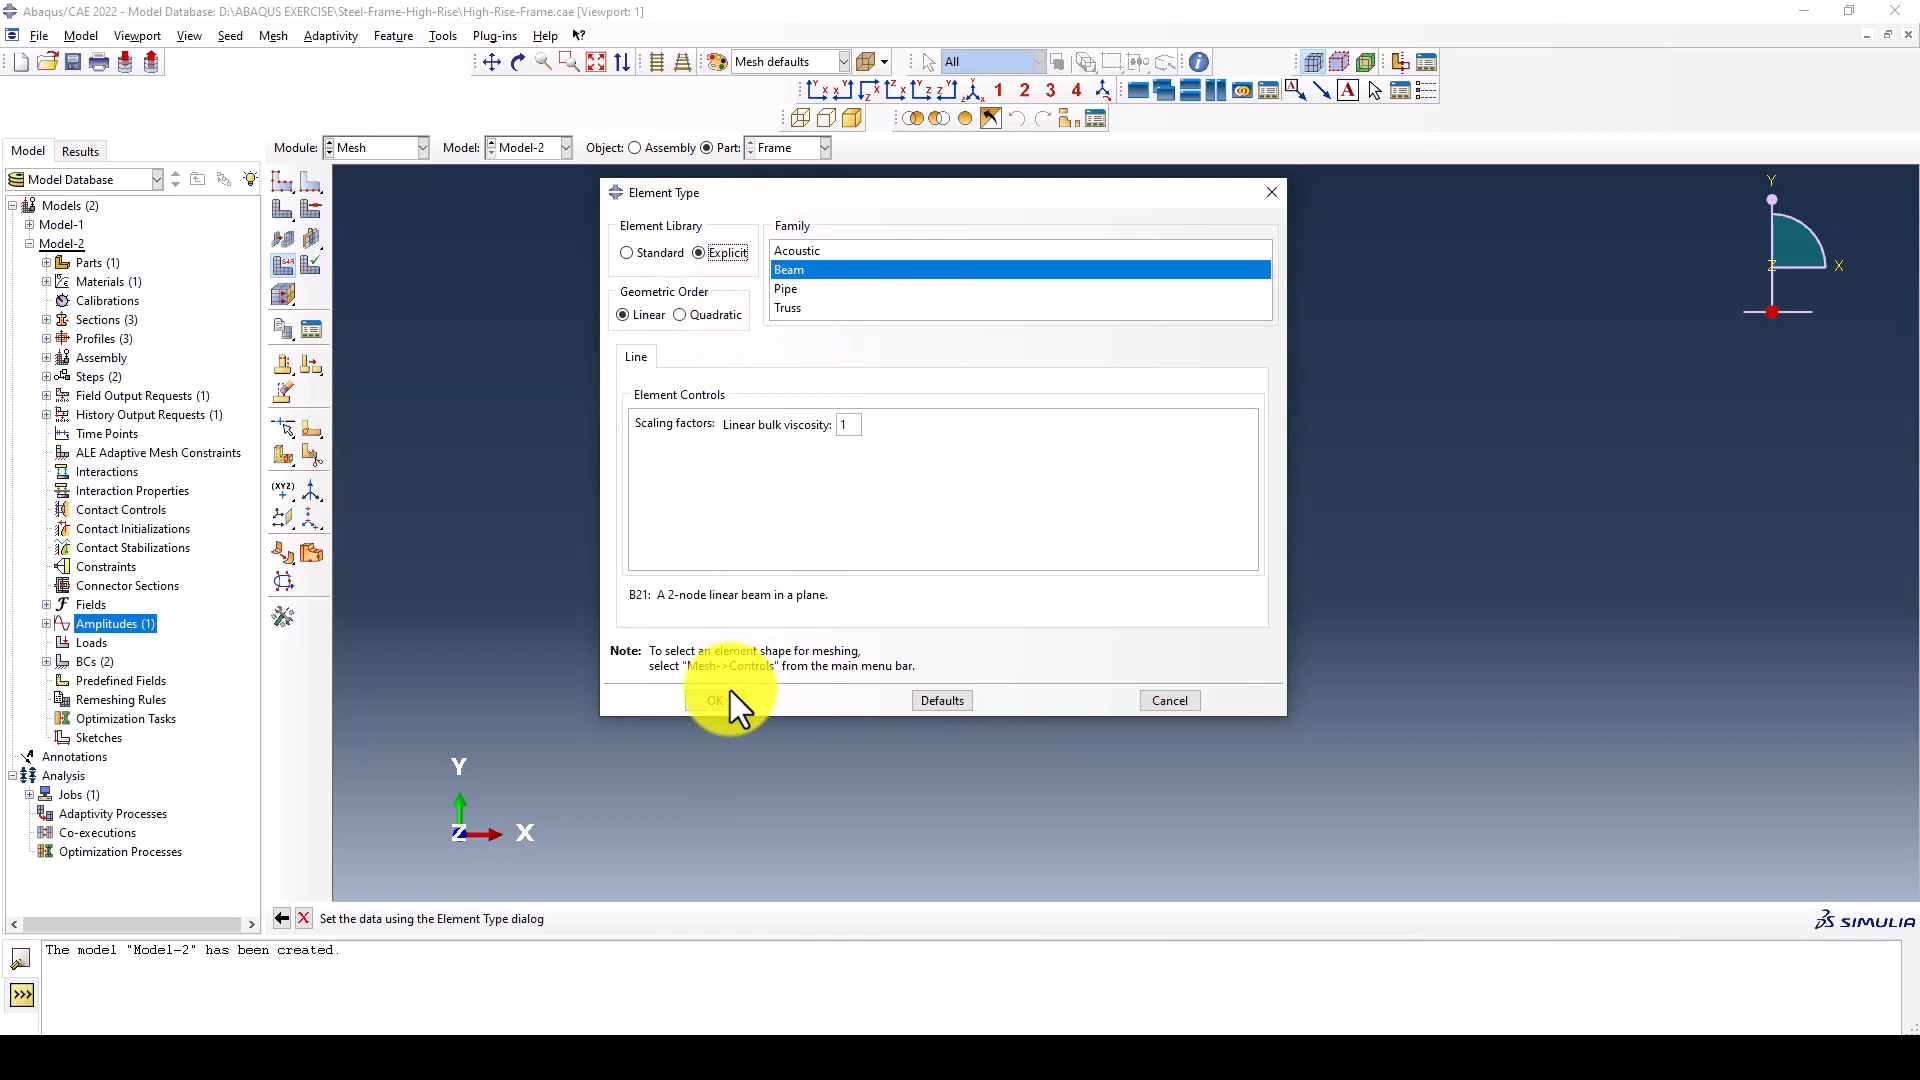 Abaqus/CAE 2022 - Model Database: D:\ABAQUS EXERCISE\Steel-Frame-High-Rise\High-Rise-Frame.cae [Viewport: 1]
File Model Viewport View Seed Mesh Adaptivity Feature Tools Plug-ins Help
Mesh defaults All
1 2 3 4 A
Model Results Module: Mesh Model: Model-2 Object: Assembly Part: Frame
Model Database
Models (2)
Model-1
Model-2
Parts (1)
Materials (1)
Calibrations
Sections (3)
Profiles (3)
Assembly
Steps (2)
Field Output Requests (1)
History Output Requests (1)
Time Points
ALE Adaptive Mesh Constraints
Interactions
Interaction Properties
Contact Controls
Contact Initializations
Contact Stabilizations
Constraints
Connector Sections
Fields
Amplitudes (1)
Loads
BCs (2)
Predefined Fields
Remeshing Rules
Optimization Tasks
Sketches
Annotations
Analysis
Jobs (1)
Adaptivity Processes
Co-executions
Optimization Processes
(XYZ)
Element Type
Element Library
Standard Explicit
Geometric Order
Linear Quadratic
Family
Acoustic
Beam
Pipe
Truss
Line
Element Controls
Scaling factors: Linear bulk viscosity: 1
B21: A 2-node linear beam in a plane.
Note: To select an element shape for meshing,
select "Mesh->Controls" from the main menu bar.
OK Defaults Cancel
Y
Z X
Y
Z X
Set the data using the Element Type dialog
SIMULIA
The model "Model-2" has been created.
>>>